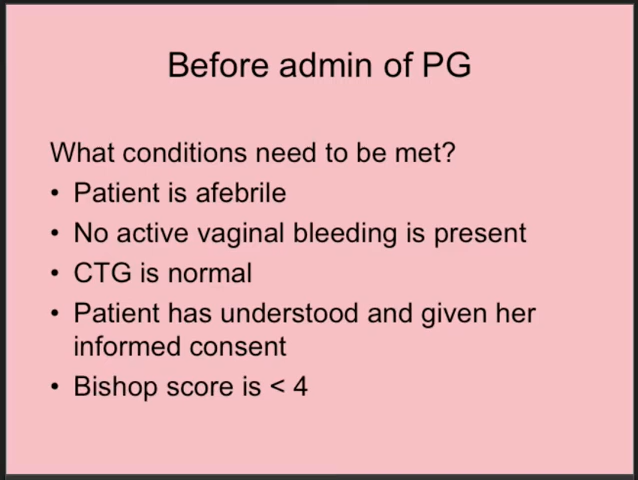 Before admin of PG
What conditions need to be met?
• Patient is afebrile
• No active vaginal bleeding is present
• CTG is normal
• Patient has understood and given her
informed consent
• Bishop score is < 4